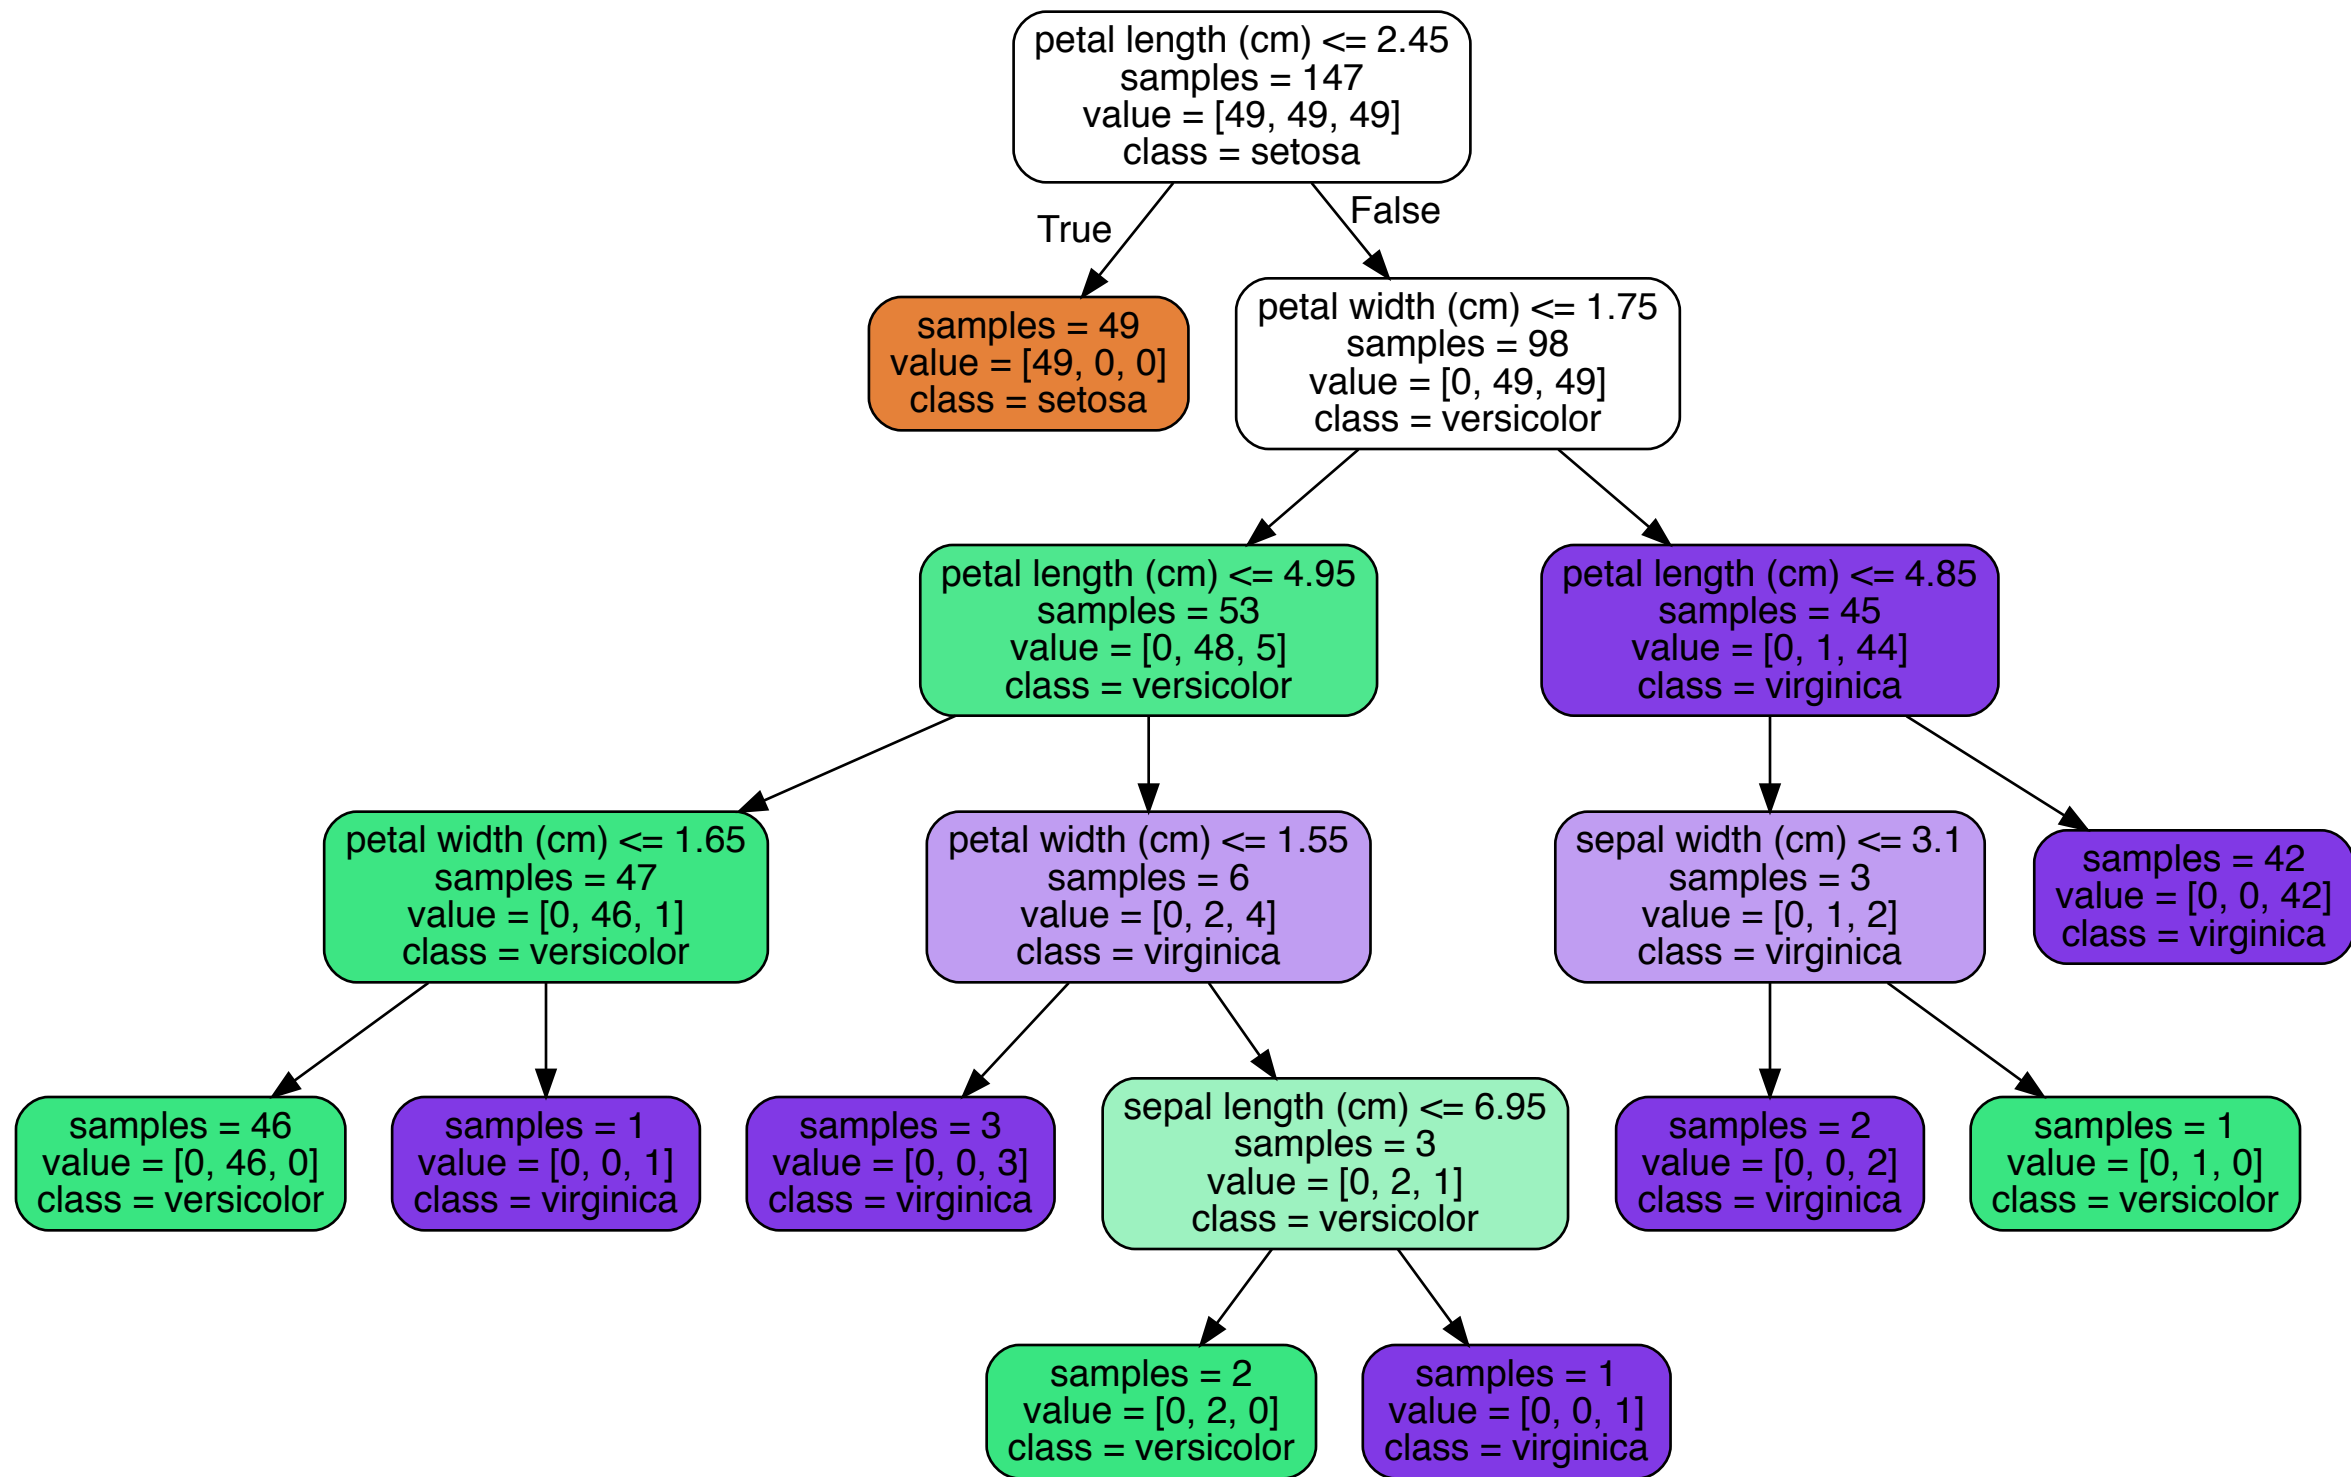 petal length (cm) <= 2.45
samples = 147
value = [49, 49, 49]
class = setosa
True
False
samples = 49
value = [49, 0, 0]
class = setosa
petal width (cm) <= 1.75
samples = 98
value = [0, 49, 49]
class = versicolor
petal length (cm) <= 4.95
samples = 53
value = [0, 48, 5]
class = versicolor
petal length (cm) <= 4.85
samples = 45
value = [0, 1, 44]
class = virginica
petal width (cm) <= 1.65
samples = 47
value = [0, 46, 1]
class = versicolor
petal width (cm) <= 1.55
samples = 6
value = [0, 2, 4]
class = virginica
sepal width (cm) <= 3.1
samples = 3
value = [0, 1, 2]
class = virginica
samples = 42
value = [0, 0, 42]
class = virginica
samples = 46
value = [0, 46, 0]
class = versicolor
samples = 1
value = [0, 0, 1]
class = virginica
samples = 3
value = [0, 0, 3]
class = virginica
sepal length (cm) <= 6.95
samples = 3
value = [0, 2, 1]
class = versicolor
samples = 2
value = [0, 0, 2]
class = virginica
samples = 1
value = [0, 1, 0]
class = versicolor
samples = 2
value = [0, 2, 0]
class = versicolor
samples = 1
value = [0, 0, 1]
class = virginica